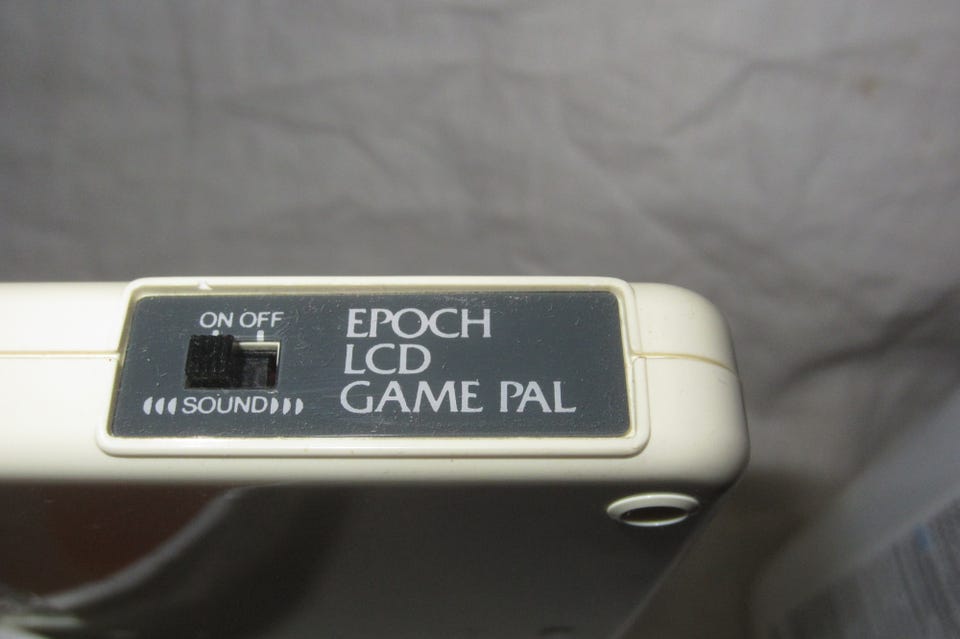 ON OFF
SOUND
EPOCH
LCD
GAME PAL